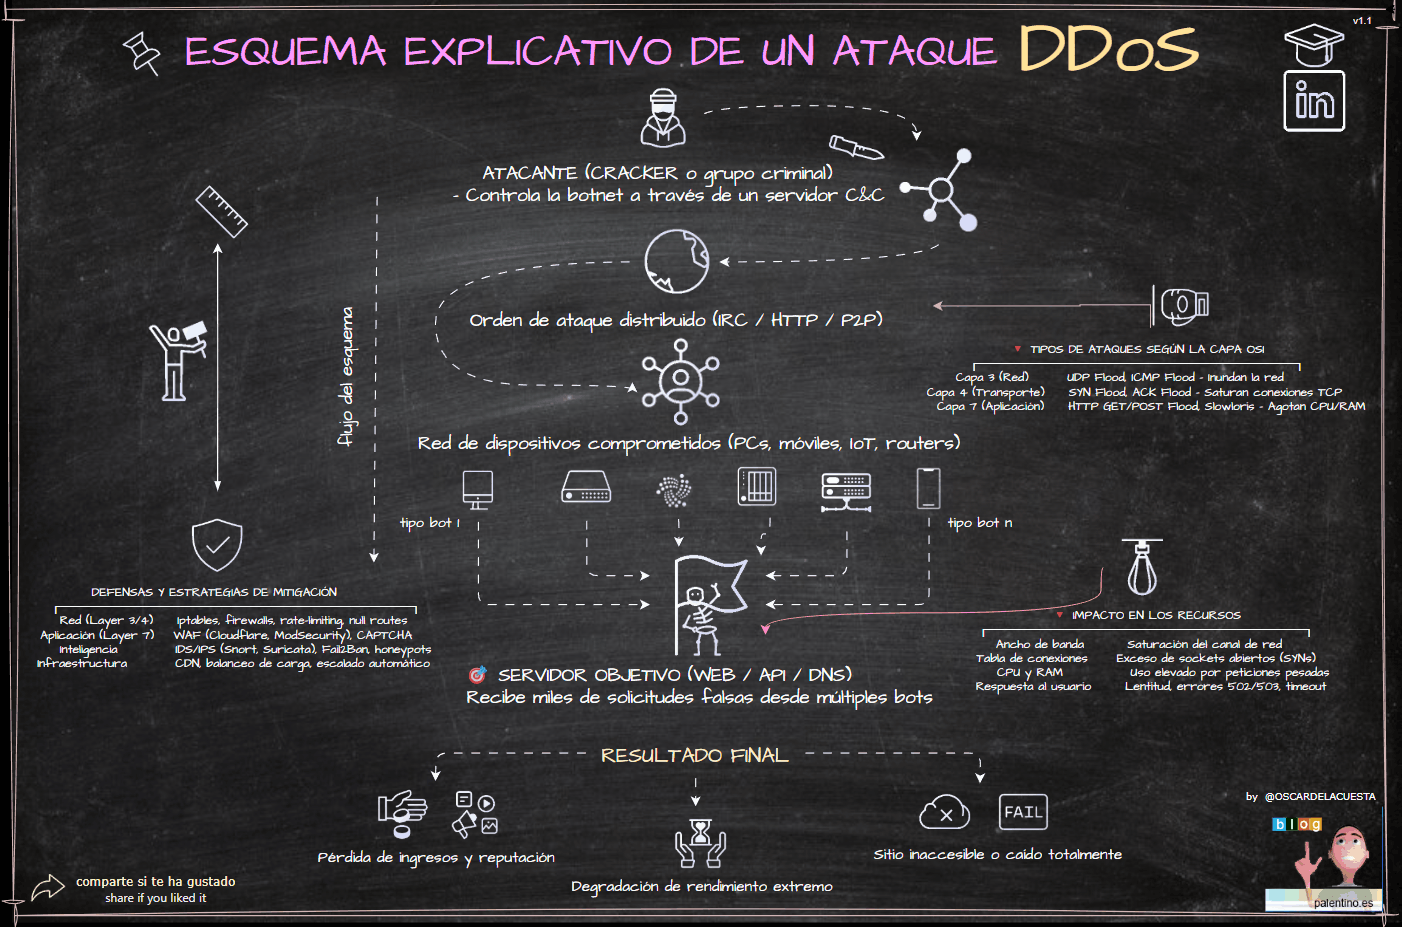 v1.1
ESQUEMA EXPLICATIVO DE UN ATAQUE DDoS
in
ATACANTE (CRACKER o grupo criminal)
- Controla la botnet a través de un servidor C&C
Orden de ataque distribuido (IRC / HTTP / P2P)
flujo del esquema
TIPOS DE ATAQUES SEGÚN LA CAPA OSI
Capa 3 (Red) UDP Flood, ICMP Flood - Inundan la red
Capa 4 (Transporte) SYN Flood, ACK Flood - Saturan conexiones TCP
Capa 7 (Aplicación) HTTP GET/POST Flood, Slowloris - Agotan CPU/RAM
Red de dispositivos comprometidos (PCs, móviles, IoT, routers)
tipo bot 1
tipo bot n
DEFENSAS Y ESTRATEGIAS DE MITIGACIÓN
Red (Layer 3/4) Iptables, firewalls, rate-limiting, null routes
Aplicación (Layer 7) WAF (Cloudflare, ModSecurity), CAPTCHA
Inteligencia IDS/IPS (Snort, Suricata), Fail2Ban, honeypots
Infraestructura CDN, balanceo de carga, escalado automático
IMPACTO EN LOS RECURSOS
Ancho de banda Saturación del canal de red
Tabla de conexiones Exceso de sockets abiertos (SYNs)
CPU y RAM Uso elevado por peticiones pesadas
Respuesta al usuario Lentitud, errores 502/503, timeout
SERVIDOR OBJETIVO (WEB / API / DNS)
Recibe miles de solicitudes falsas desde múltiples bots
RESULTADO FINAL
FAIL
Pérdida de ingresos y reputación
Degradación de rendimiento extremo
Sitio inaccesible o caído totalmente
by @OSCARDELACUESTA
blog
palentino.es
comparte si te ha gustado
share if you liked it